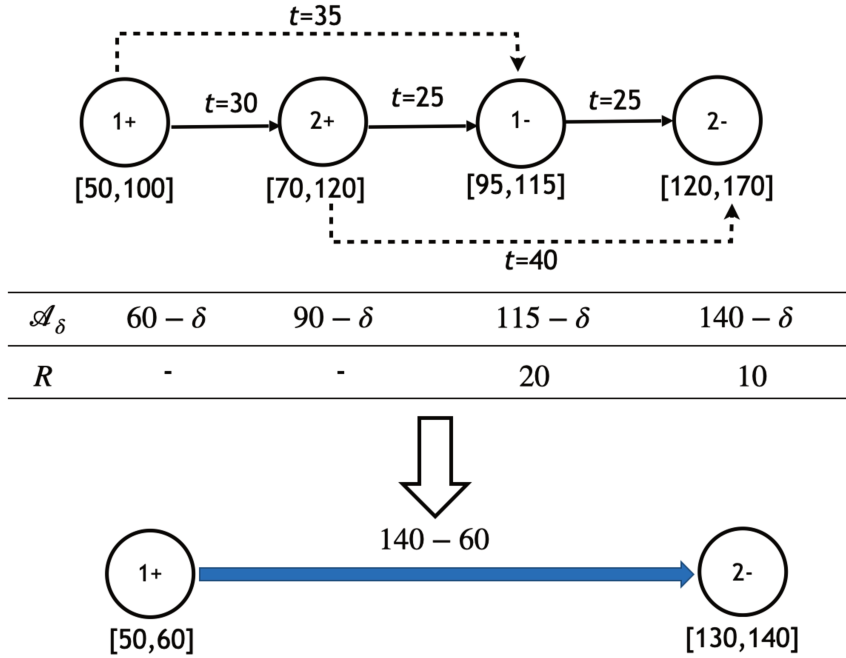 t=35
1+ t=30 2+ t=25 1- t=25 2-
[50,100] [70,120] [95,115] [120,170]
t=40
𝒜δ 60 − δ 90 − δ 115 − δ 140 − δ
R - - 20 10
140 − 60
1+ 2-
[50,60] [130,140]